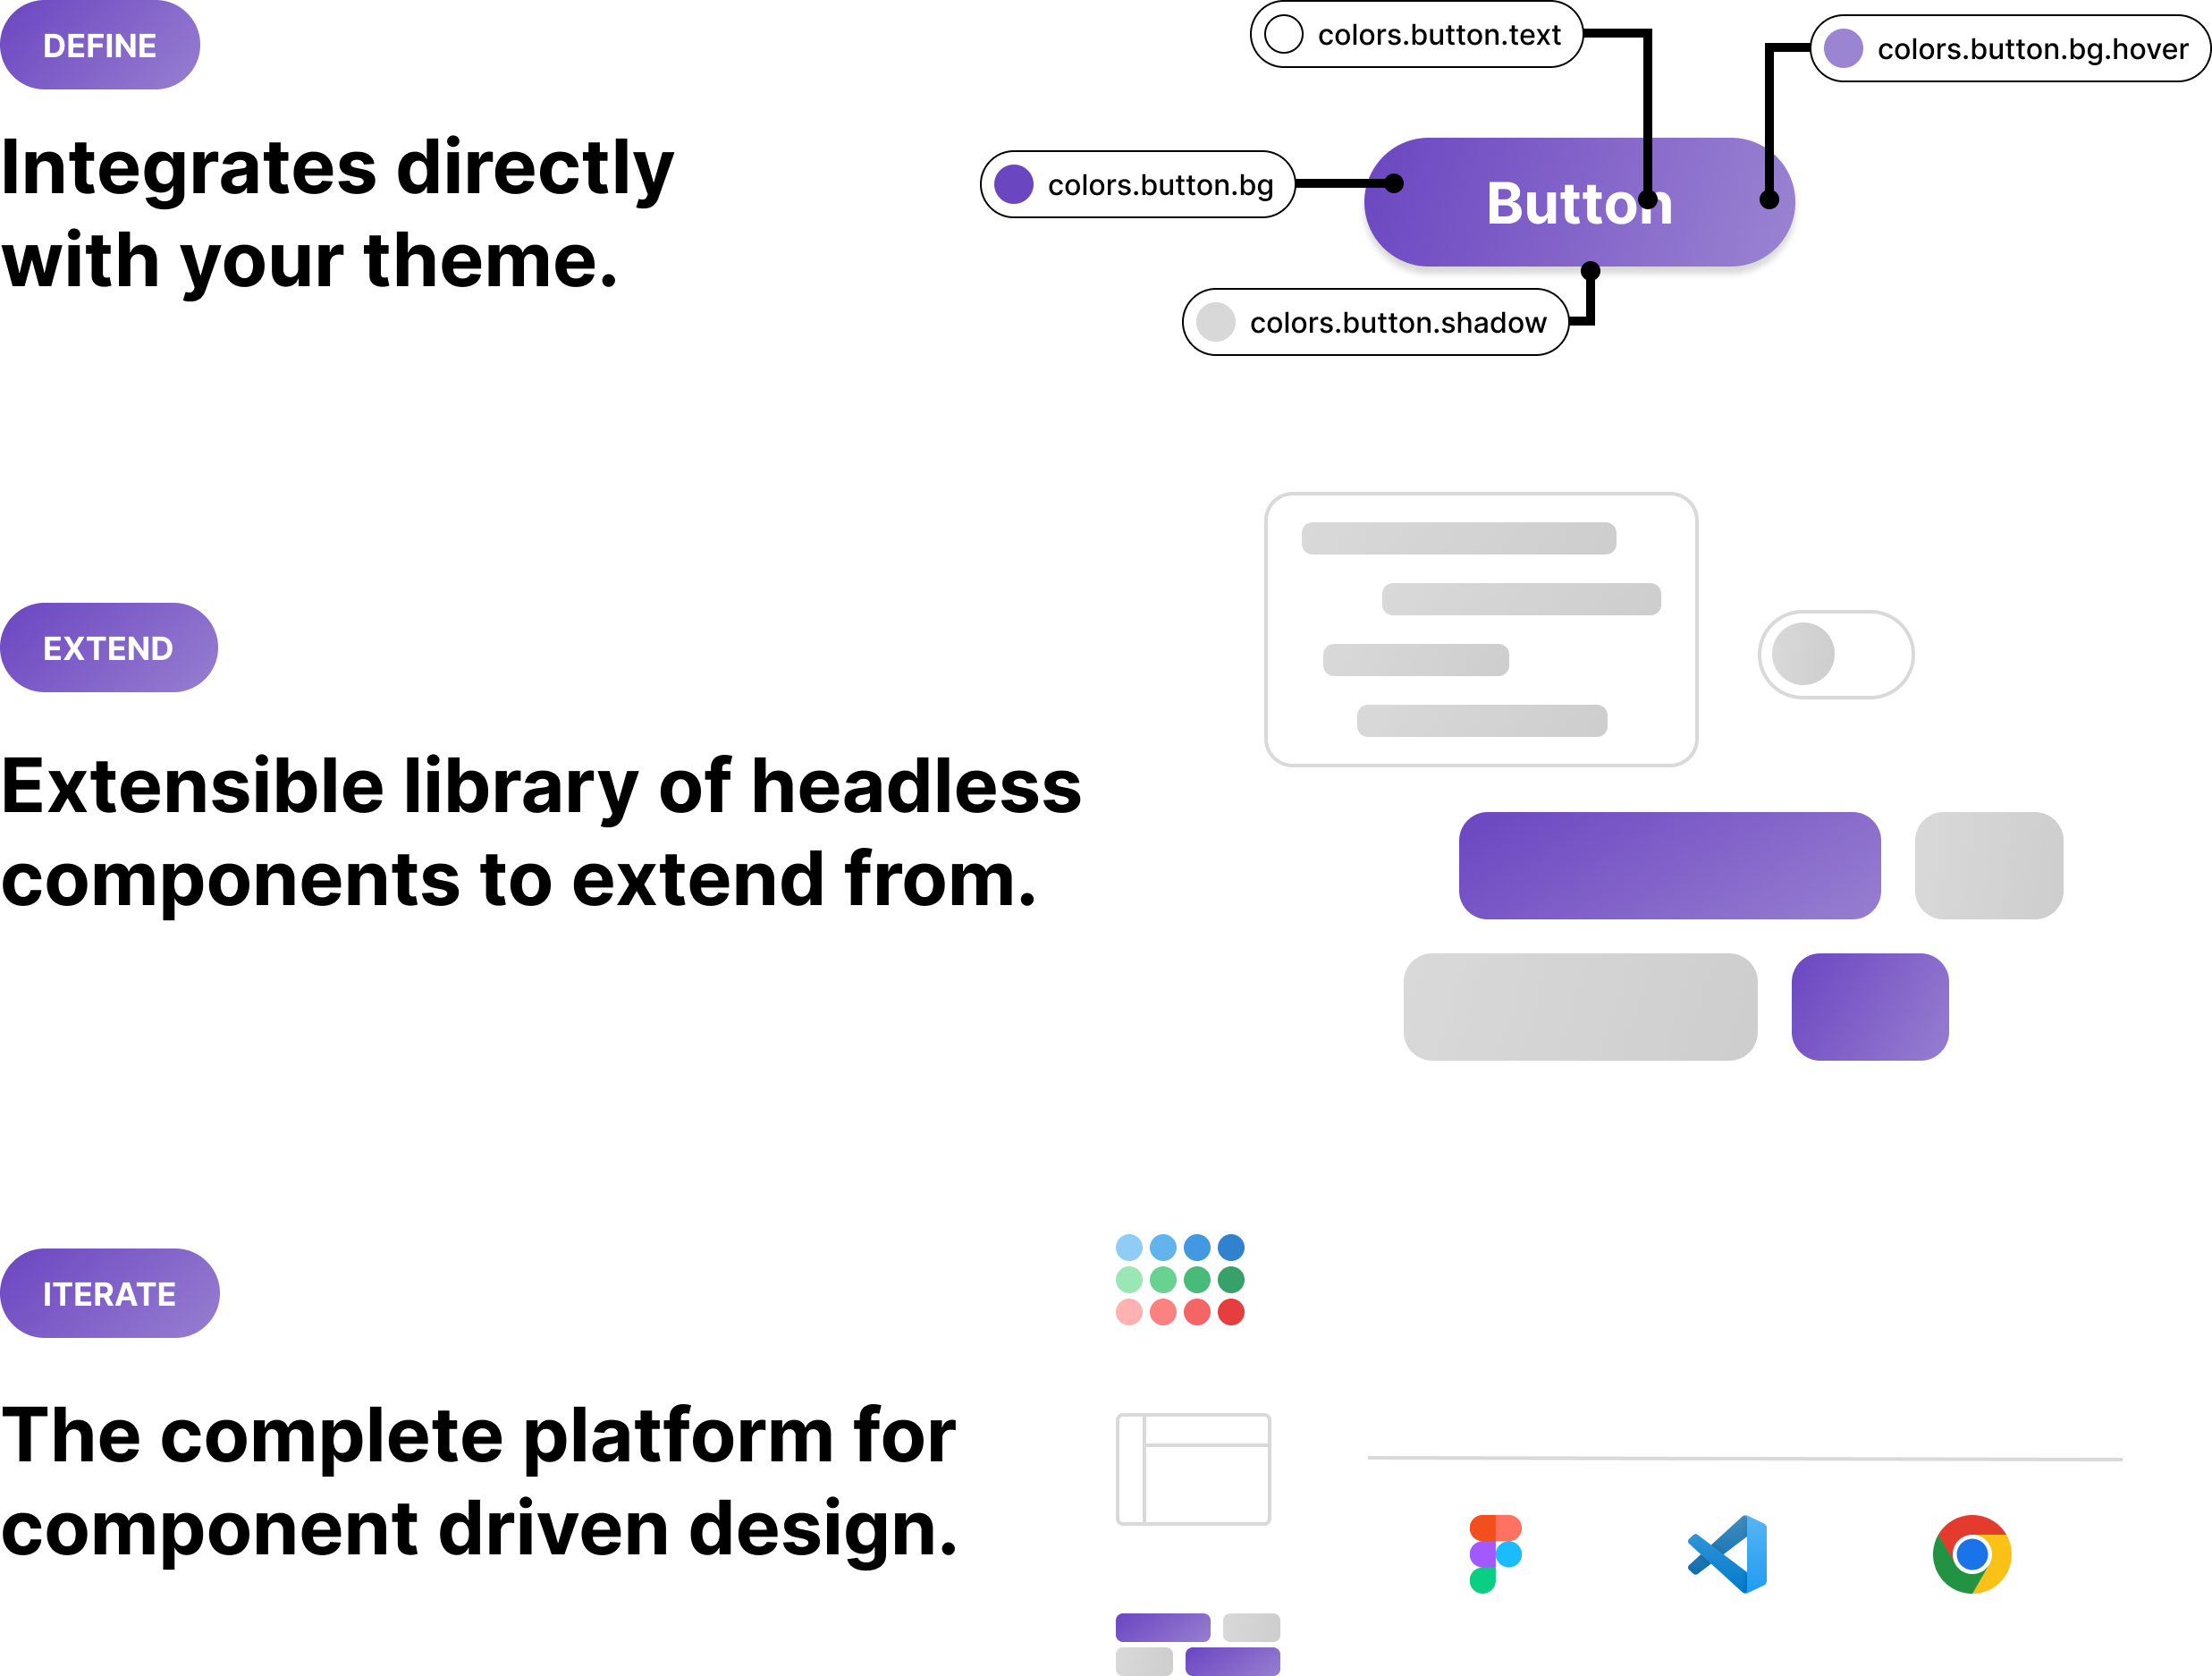 DEFINE
Integrates directly
with your theme.
colors.button.text
colors.button.bg.hover
colors.button.bg
Button
colors.button.shadow
EXTEND
Extensible library of headless
components to extend from.
ITERATE
The complete platform for
component driven design.